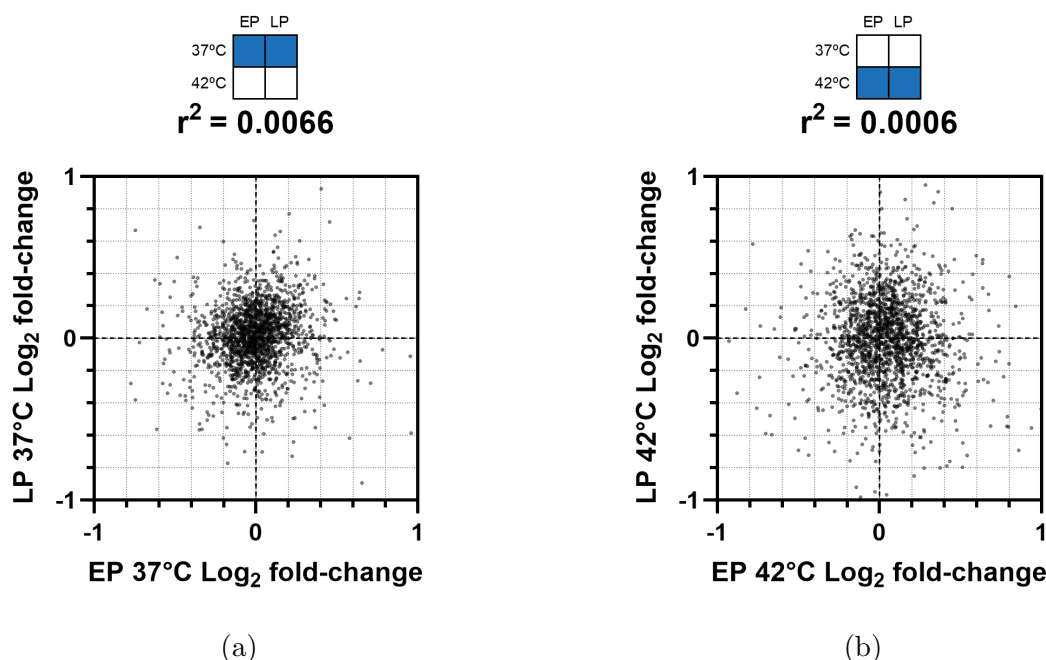 EP LP
37ºC
42ºC
r² = 0.0066
1
0
-1
LP 37°C Log₂ fold-change
-1 0 1
EP 37°C Log₂ fold-change
(a)
EP LP
37ºC
42ºC
r² = 0.0006
1
0
-1
LP 42°C Log₂ fold-change
-1 0 1
EP 42°C Log₂ fold-change
(b)